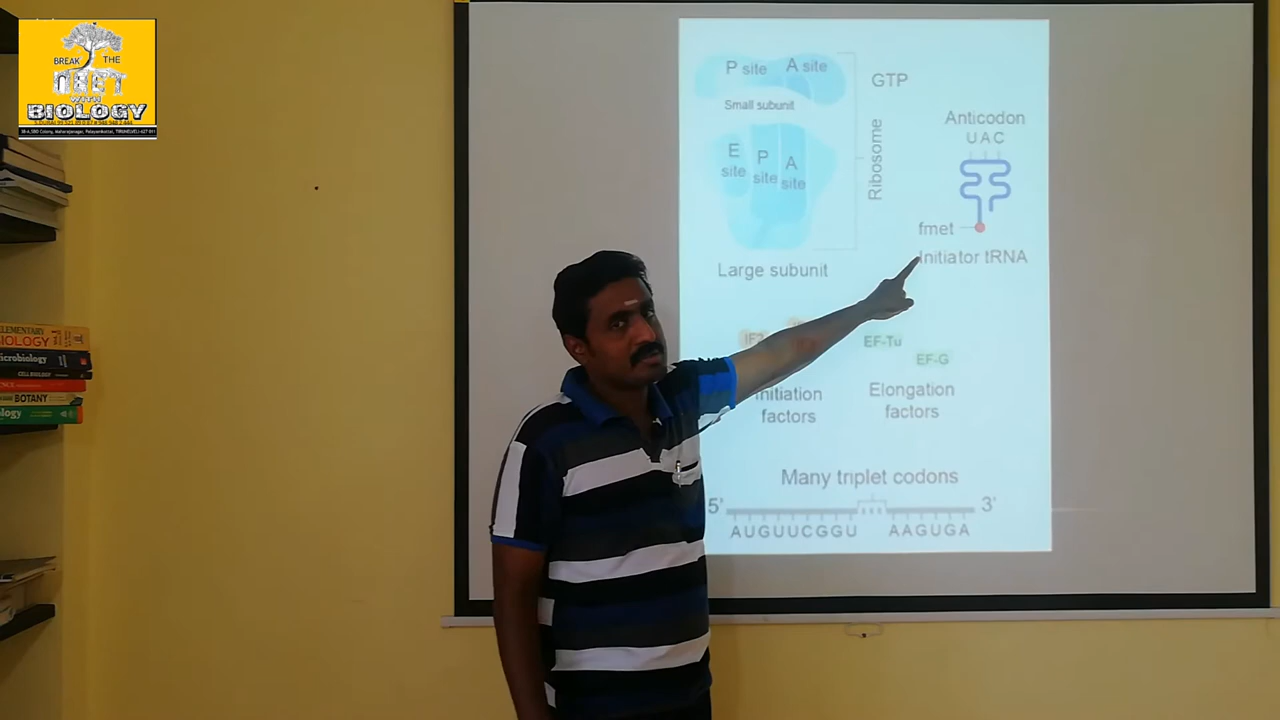 BREAK THE
NEET
WITH
BIOLOGY
P site
A site
GTP
Small subunit
Anticodon
UAC
E
site
P
site
A
site
Ribosome
fmet
Initiator tRNA
Large subunit
EF-Tu
EF-G
Initiation
factors
Elongation
factors
Many triplet codons
5'
3'
AUGUUCGGU
AAGUGA
ELEMENTARY
BIOLOGY
Microbiology
CELL BIOLOGY
BOTANY